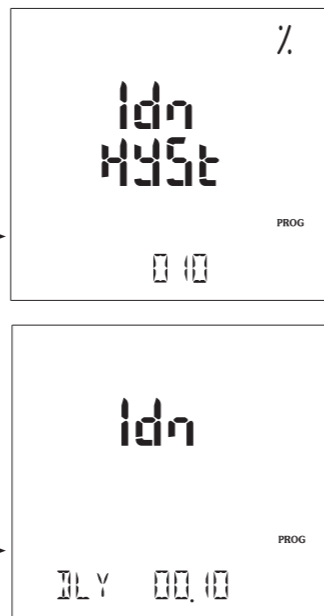 %
Idn
HYSt
PROG
010
Idn
PROG
DLY 00.10